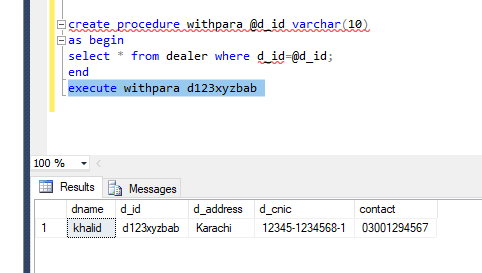 create procedure withpara @d_id varchar(10)
as begin
select * from dealer where d_id=@d_id;
end
execute withpara d123xyzbab
100 %
Results Messages
dname d_id d_address d_cnic contact
1 khalid d123xyzbab Karachi 12345-1234568-1 03001294567